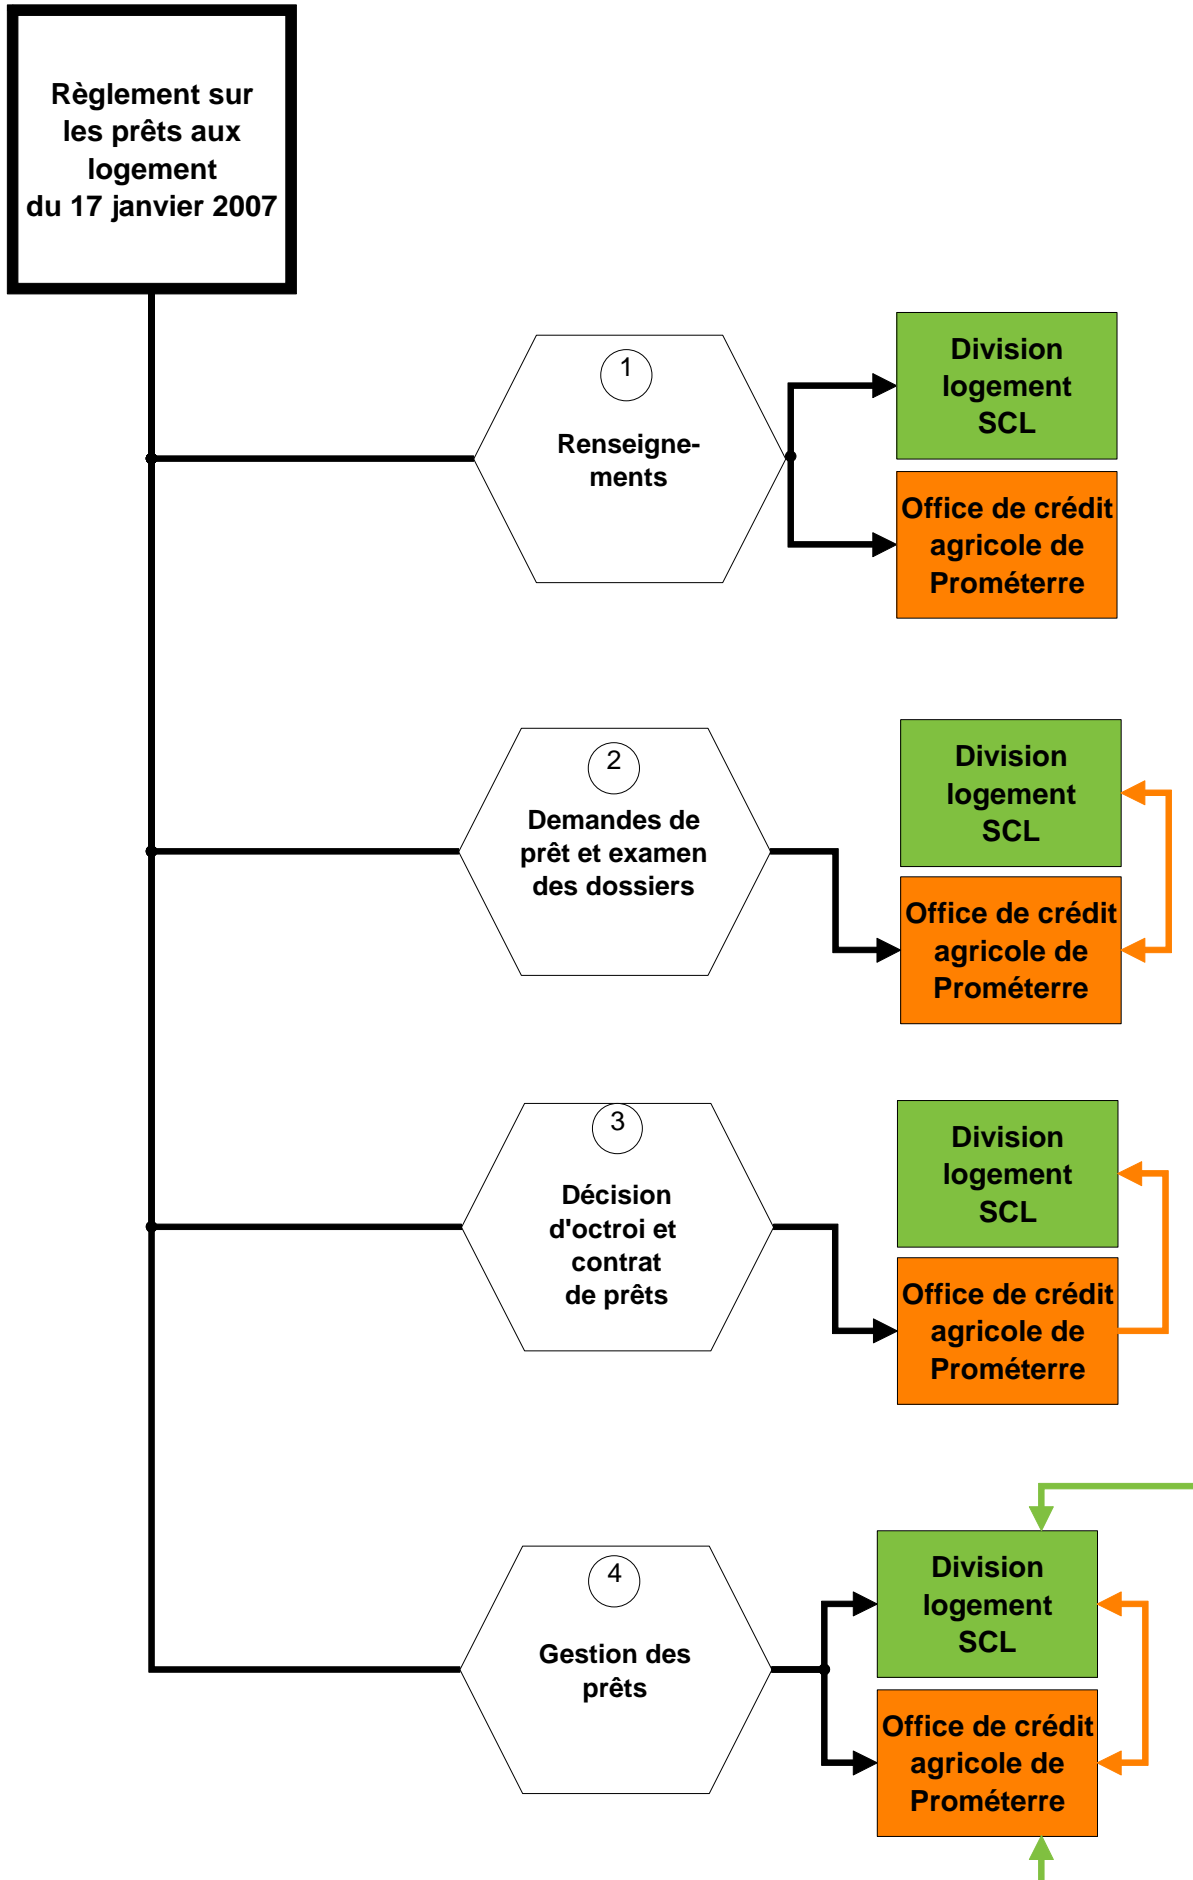 Règlement sur
les prêts aux
logement
du 17 janvier 2007
1
Renseigne-
ments
Division
logement
SCL
Office de crédit
agricole de
Prométerre
2
Demandes de
prêt et examen
des dossiers
Division
logement
SCL
Office de crédit
agricole de
Prométerre
3
Décision
d'octroi et
contrat
de prêts
Division
logement
SCL
Office de crédit
agricole de
Prométerre
4
Gestion des
prêts
Division
logement
SCL
Office de crédit
agricole de
Prométerre